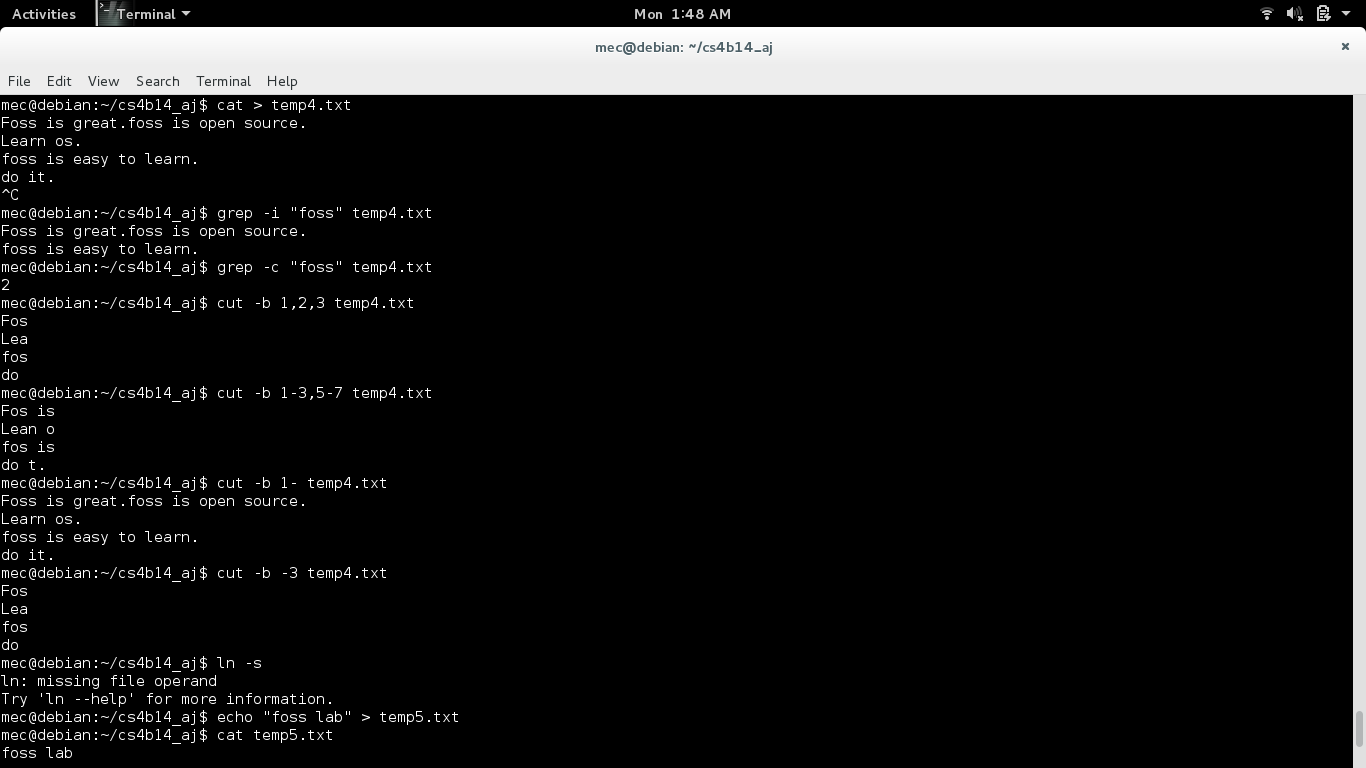 Activities Terminal Mon 1:48 AM
mec@debian: ~/cs4b14_aj ×
File Edit View Search Terminal Help
mec@debian:~/cs4b14_aj$ cat > temp4.txt
Foss is great.foss is open source.
Learn os.
foss is easy to learn.
do it.
^C
mec@debian:~/cs4b14_aj$ grep -i "foss" temp4.txt
Foss is great.foss is open source.
foss is easy to learn.
mec@debian:~/cs4b14_aj$ grep -c "foss" temp4.txt
2
mec@debian:~/cs4b14_aj$ cut -b 1,2,3 temp4.txt
Fos
Lea
fos
do
mec@debian:~/cs4b14_aj$ cut -b 1-3,5-7 temp4.txt
Fos is
Lean o
fos is
do t.
mec@debian:~/cs4b14_aj$ cut -b 1- temp4.txt
Foss is great.foss is open source.
Learn os.
foss is easy to learn.
do it.
mec@debian:~/cs4b14_aj$ cut -b -3 temp4.txt
Fos
Lea
fos
do
mec@debian:~/cs4b14_aj$ ln -s
ln: missing file operand
Try 'ln --help' for more information.
mec@debian:~/cs4b14_aj$ echo "foss lab" > temp5.txt
mec@debian:~/cs4b14_aj$ cat temp5.txt
foss lab